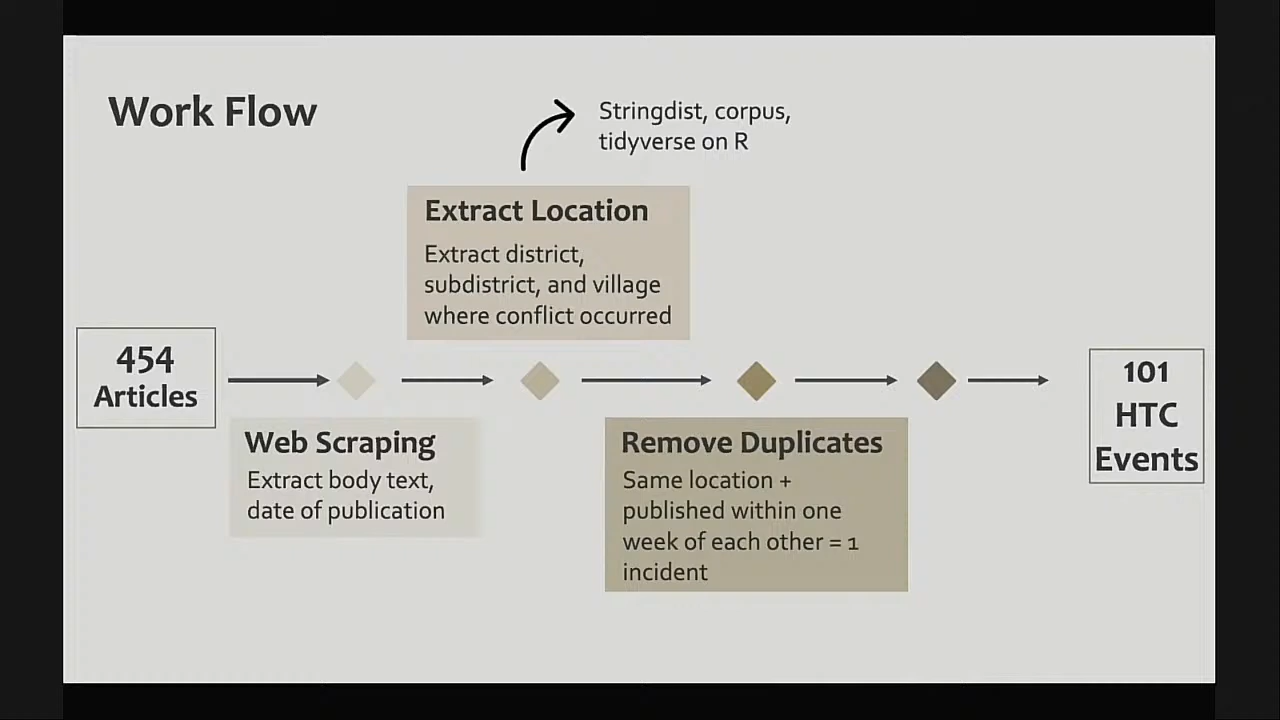 Work Flow
Stringdist, corpus,
tidyverse on R
Extract Location
Extract district,
subdistrict, and village
where conflict occurred
454
Articles
Web Scraping
Extract body text,
date of publication
Remove Duplicates
Same location +
published within one
week of each other = 1
incident
101
HTC
Events